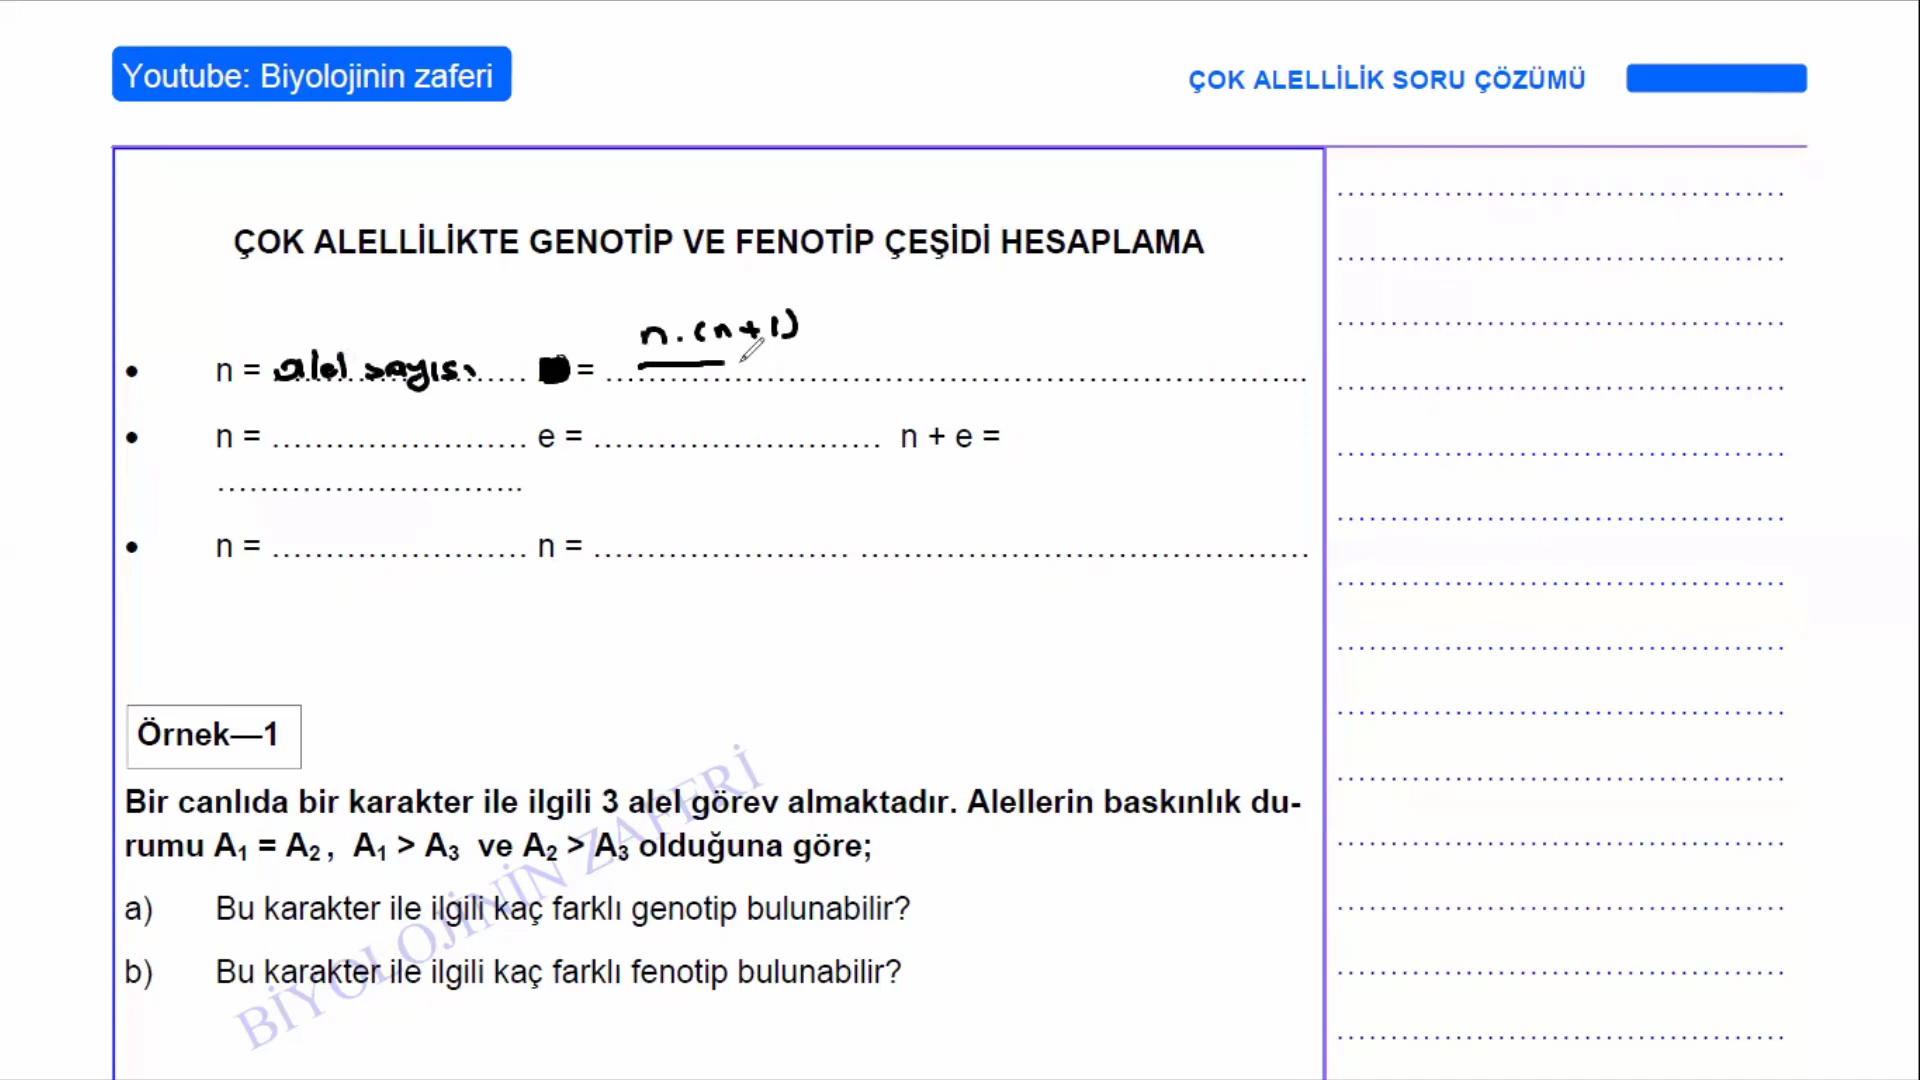 Youtube: Biyolojinin zaferi
ÇOK ALELLİLİK SORU ÇÖZÜMÜ
ÇOK ALELLİLİKTE GENOTİP VE FENOTİP ÇEŞİDİ HESAPLAMA
n.(n+1)
• n = alel sayısı = ........................
• n = ........................ e = ........................ n + e =
........................
• n = ........................ n = ........................ ........................
Örnek—1
Bir canlıda bir karakter ile ilgili 3 alel görev almaktadır. Alellerin baskınlık du-
rumu A₁ = A₂ , A₁ > A₃ ve A₂ > A₃ olduğuna göre;
a) Bu karakter ile ilgili kaç farklı genotip bulunabilir?
b) Bu karakter ile ilgili kaç farklı fenotip bulunabilir?
BİYOLOJİNİN ZAFERİ